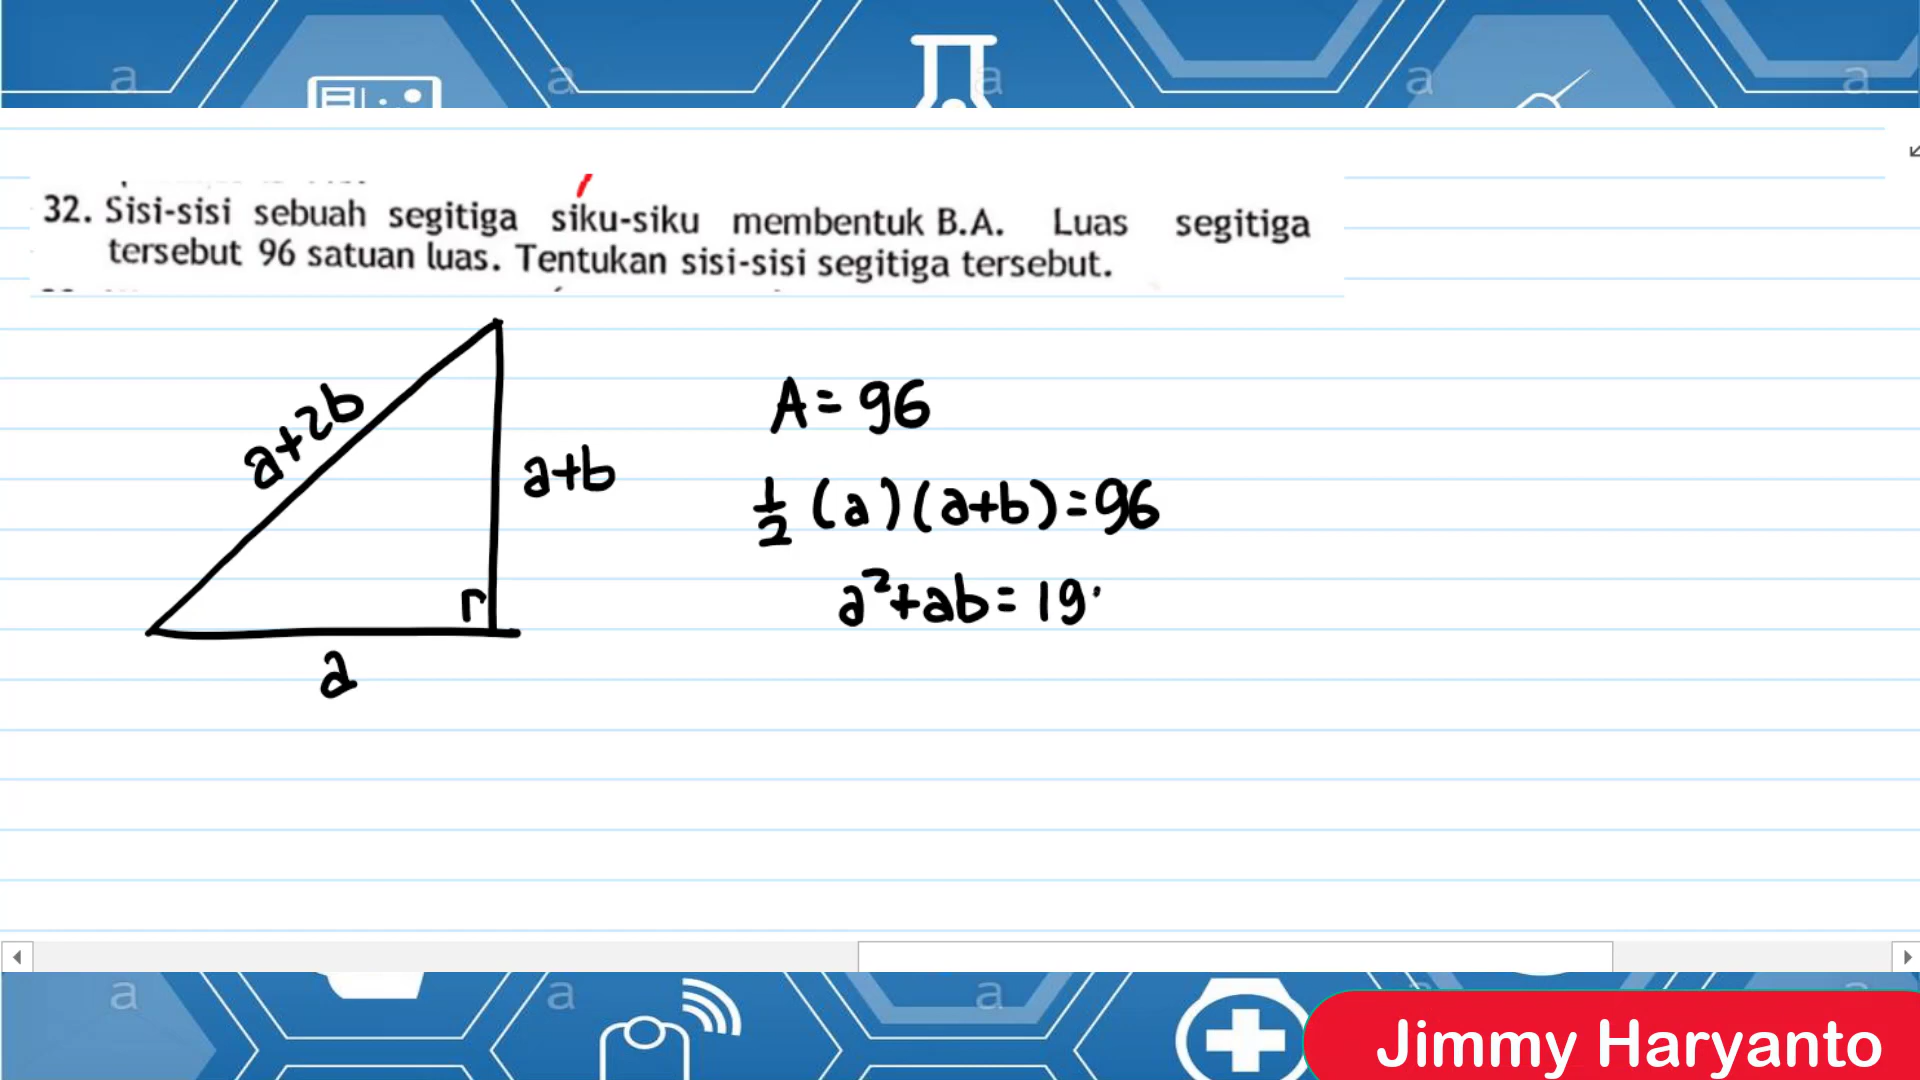 32. Sisi-sisi sebuah segitiga siku-siku membentuk B.A. Luas segitiga
tersebut 96 satuan luas. Tentukan sisi-sisi segitiga tersebut.
a+2b
a+b
a
A = 96
½ (a)(a+b) = 96
a² + ab = 19
Jimmy Haryanto